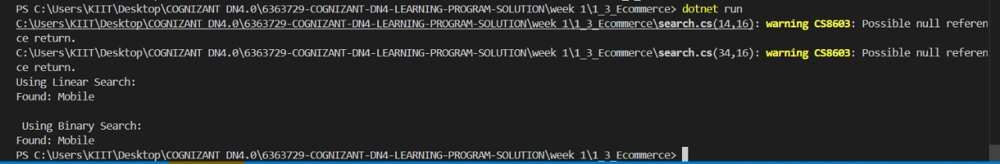 PS C:\Users\KIIT\Desktop\COGNIZANT DN4.0\6363729-COGNIZANT-DN4-LEARNING-PROGRAM-SOLUTION\week 1\1_3_Ecommerce> dotnet run
C:\Users\KIIT\Desktop\COGNIZANT DN4.0\6363729-COGNIZANT-DN4-LEARNING-PROGRAM-SOLUTION\week 1\1_3_Ecommerce\search.cs(14,16): warning CS8603: Possible null referen
ce return.
C:\Users\KIIT\Desktop\COGNIZANT DN4.0\6363729-COGNIZANT-DN4-LEARNING-PROGRAM-SOLUTION\week 1\1_3_Ecommerce\search.cs(34,16): warning CS8603: Possible null referen
ce return.
Using Linear Search:
Found: Mobile
Using Binary Search:
Found: Mobile
PS C:\Users\KIIT\Desktop\COGNIZANT DN4.0\6363729-COGNIZANT-DN4-LEARNING-PROGRAM-SOLUTION\week 1\1_3_Ecommerce>